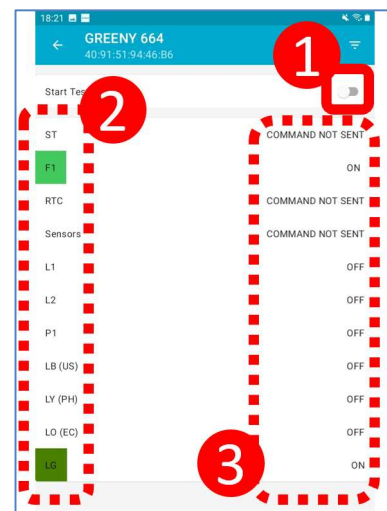 18:21
GREENY 664
40:91:51:94:46:B6
1
Start Tes
2
ST COMMAND NOT SENT
F1 ON
RTC COMMAND NOT SENT
Sensors COMMAND NOT SENT
L1 OFF
L2 OFF
P1 OFF
LB (US) OFF
LY (PH) OFF
LO (EC) OFF
LG ON
3